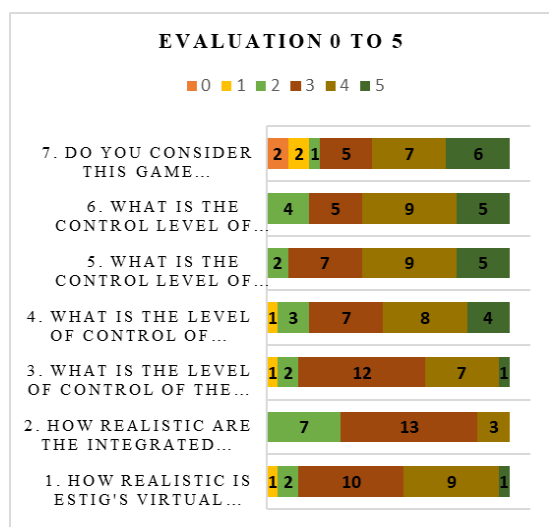 EVALUATION 0 TO 5
0 1 2 3 4 5
7. DO YOU CONSIDER
THIS GAME...
2 2 1 5 7 6
6. WHAT IS THE
CONTROL LEVEL OF...
4 5 9 5
5. WHAT IS THE
CONTROL LEVEL OF...
2 7 9 5
4. WHAT IS THE LEVEL
OF CONTROL OF...
1 3 7 8 4
3. WHAT IS THE LEVEL
OF CONTROL OF THE...
1 2 12 7 1
2. HOW REALISTIC ARE
THE INTEGRATED...
7 13 3
1. HOW REALISTIC IS
ESTIG'S VIRTUAL...
1 2 10 9 1